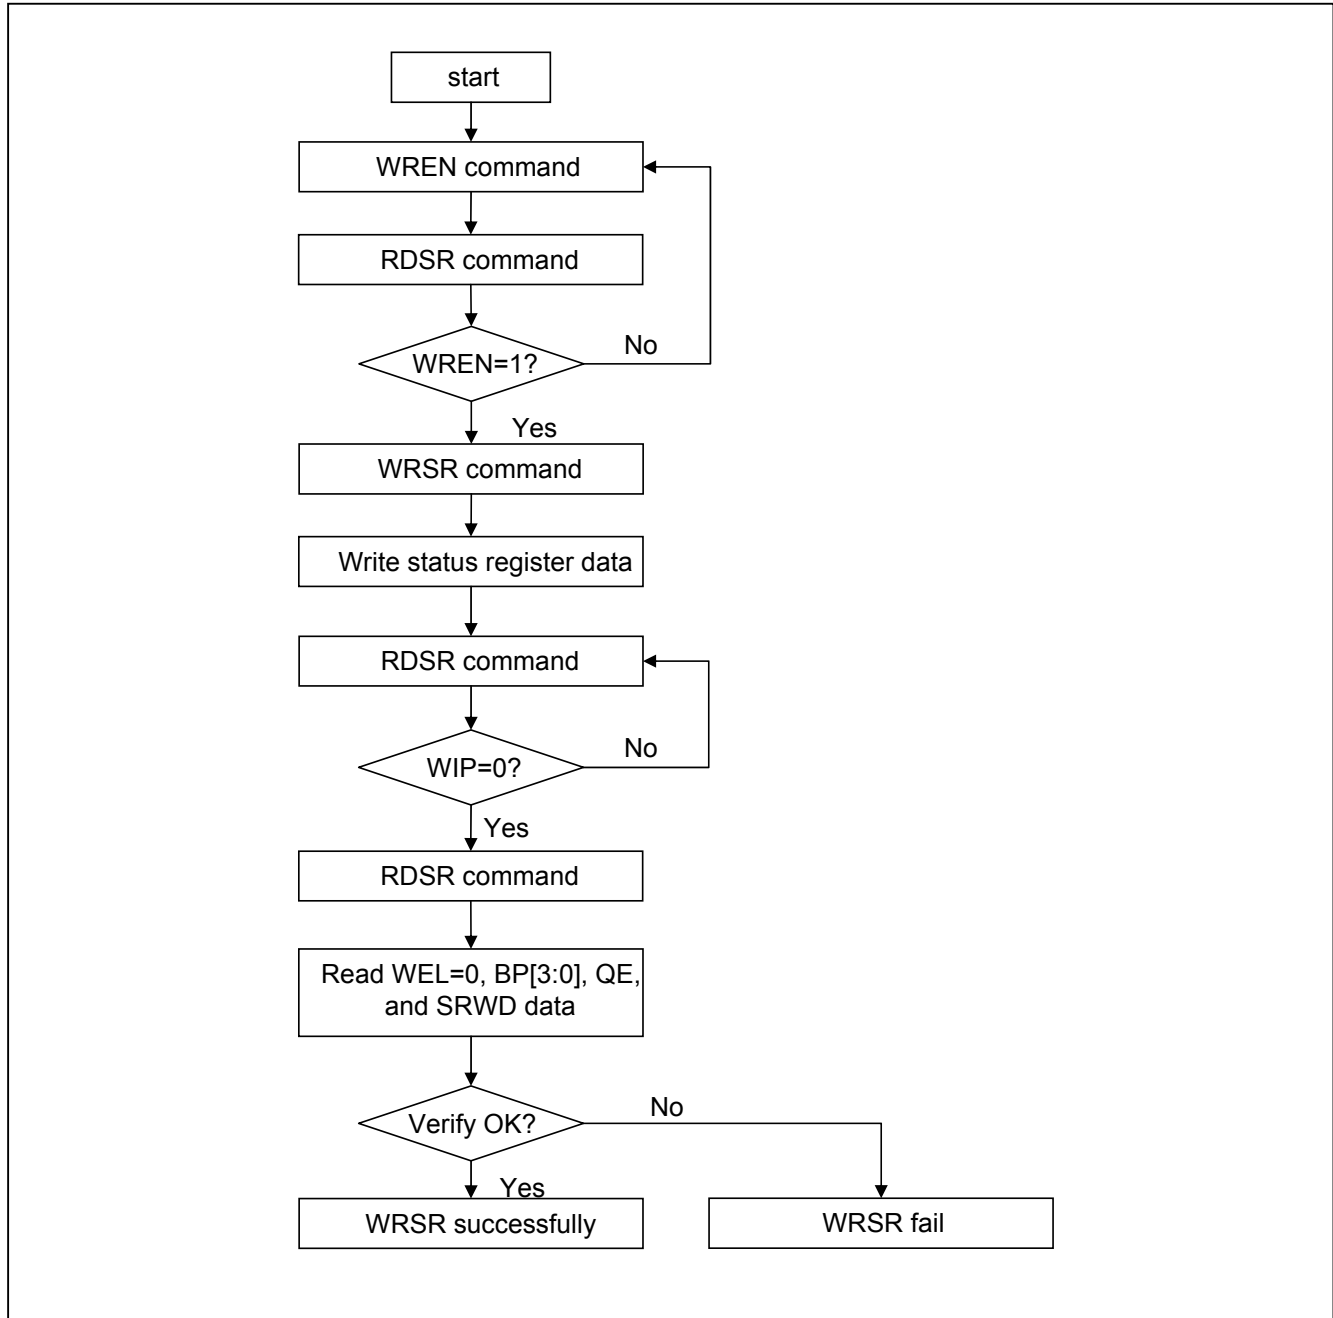 start
WREN command
RDSR command
WREN=1?
No
Yes
WRSR command
Write status register data
RDSR command
WIP=0?
No
Yes
RDSR command
Read WEL=0, BP[3:0], QE,
and SRWD data
Verify OK?
No
Yes
WRSR successfully
WRSR fail